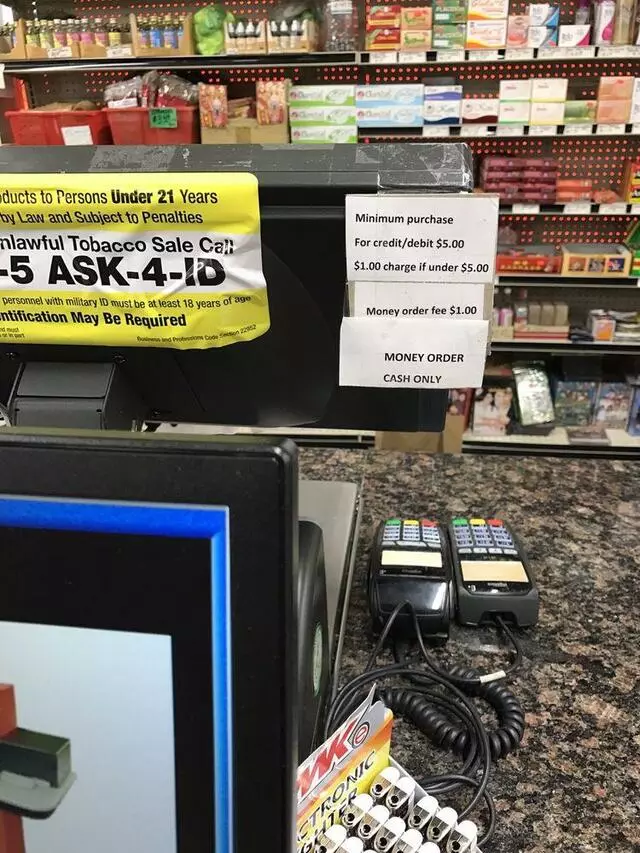 oducts to Persons Under 21 Years
by Law and Subject to Penalties
nlawful Tobacco Sale Call
-5 ASK-4-ID
personnel with military ID must be at least 18 years of age
ntification May Be Required
Business and Professions Code Section 22952
Minimum purchase
For credit/debit $5.00
$1.00 charge if under $5.00
Money order fee $1.00
MONEY ORDER
CASH ONLY
MK
CTRONIC